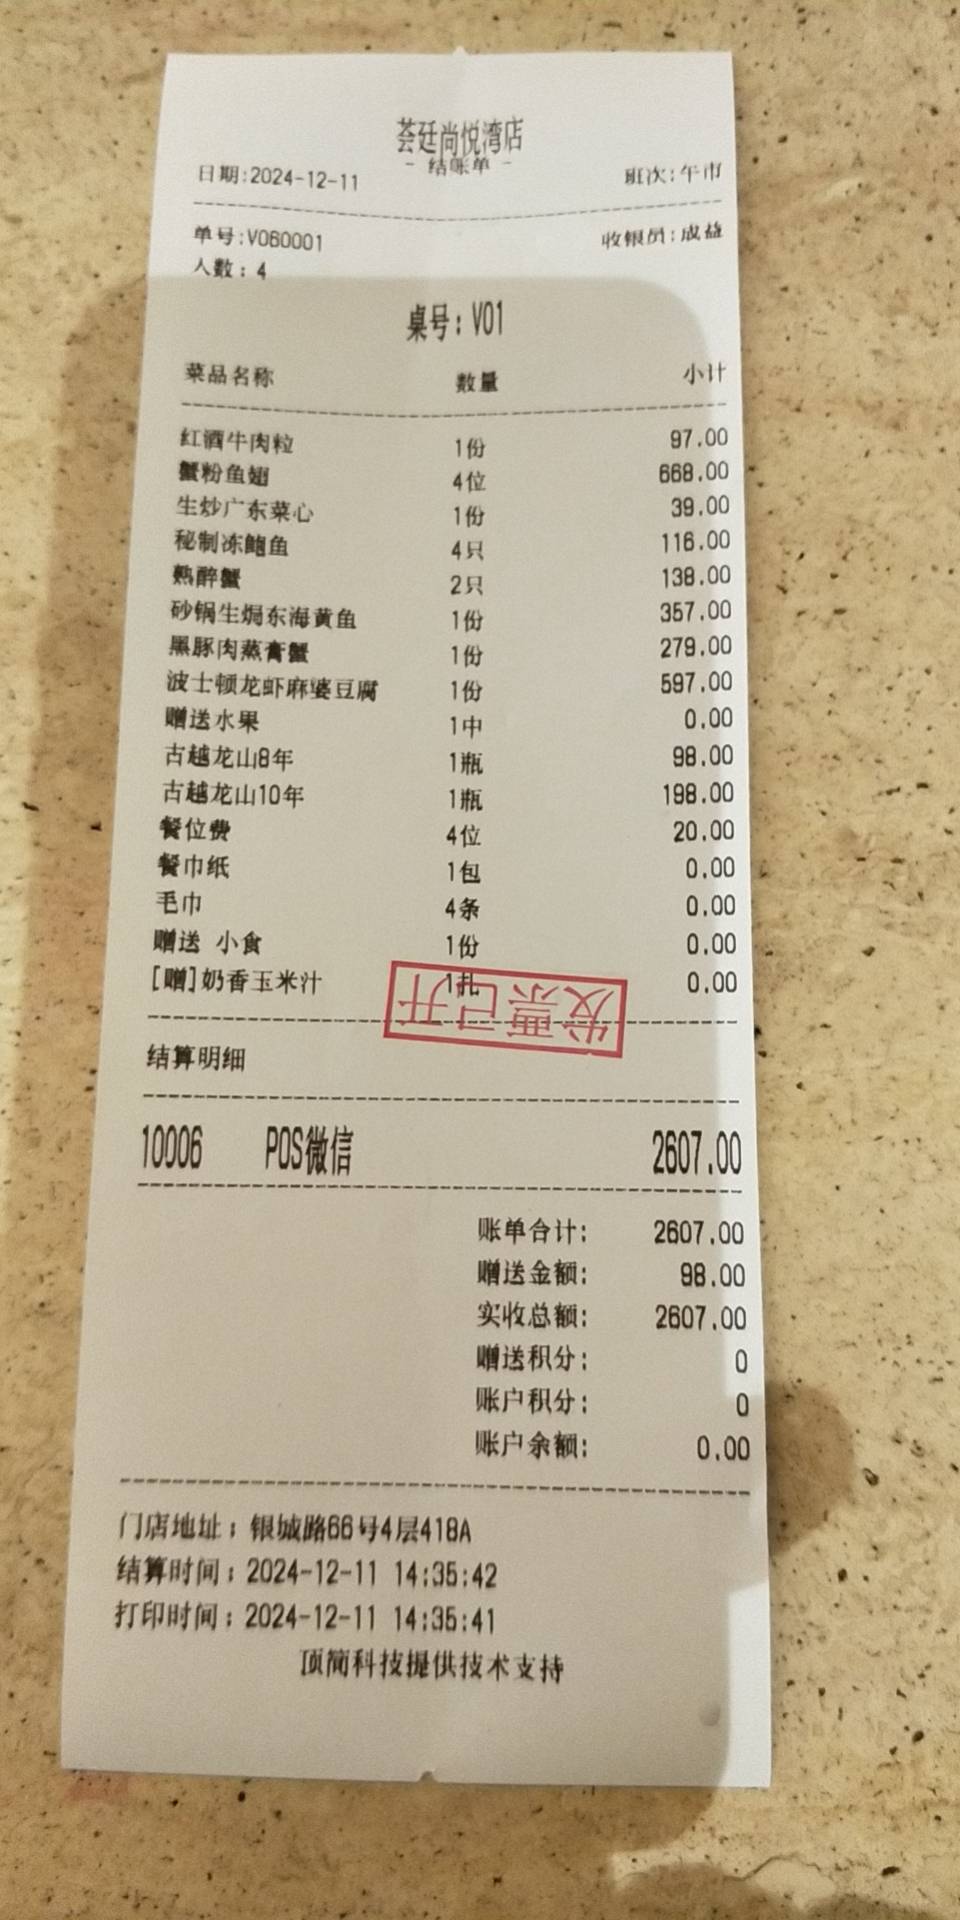 荟廷尚悦湾店
- 结账单 -
日期:2024-12-11 班次:午市
单号:V060001 收银员:成益
人数: 4
桌号: V01
菜品名称 数量 小计
红酒牛肉粒 1份 97.00
蟹粉鱼翅 4位 668.00
生炒广东菜心 1份 39.00
秘制冻鲍鱼 4只 116.00
熟醉蟹 2只 138.00
砂锅生焗东海黄鱼 1份 357.00
黑豚肉蒸膏蟹 1份 279.00
波士顿龙虾麻婆豆腐 1份 597.00
赠送水果 1中 0.00
古越龙山8年 1瓶 98.00
古越龙山10年 1瓶 198.00
餐位费 4位 20.00
餐巾纸 1包 0.00
毛巾 4条 0.00
赠送 小食 1份 0.00
[赠]奶香玉米汁 1扎 0.00
发票已开
结算明细
10006 POS微信 2607.00
账单合计: 2607.00
赠送金额: 98.00
实收总额: 2607.00
赠送积分: 0
账户积分: 0
账户余额: 0.00
门店地址: 银城路66号4层418A
结算时间: 2024-12-11 14:35:42
打印时间: 2024-12-11 14:35:41
顶简科技提供技术支持